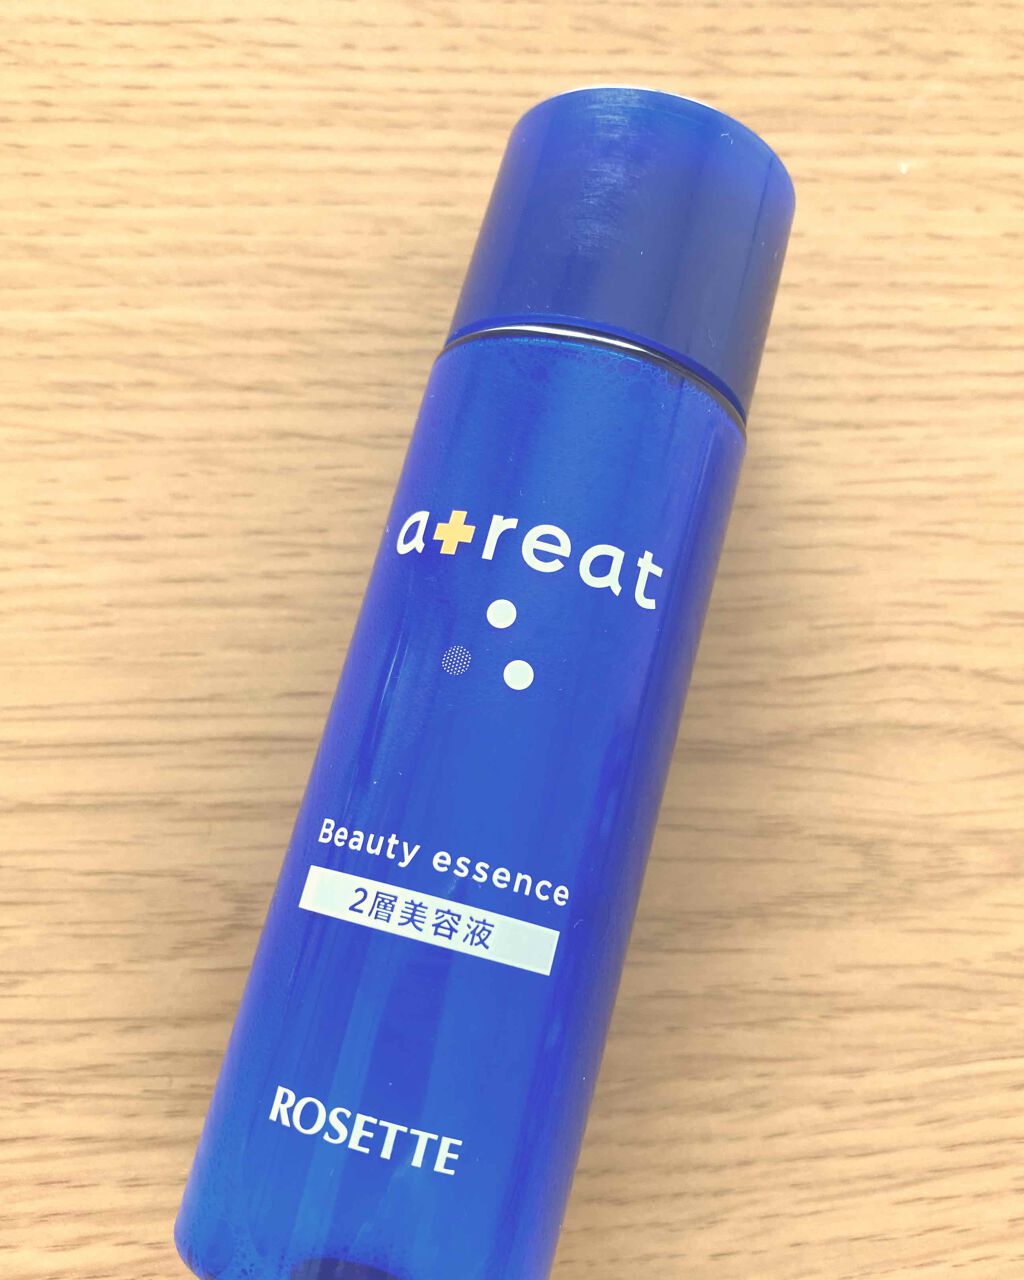 a+reat
Beauty essence
2層美容液
ROSETTE